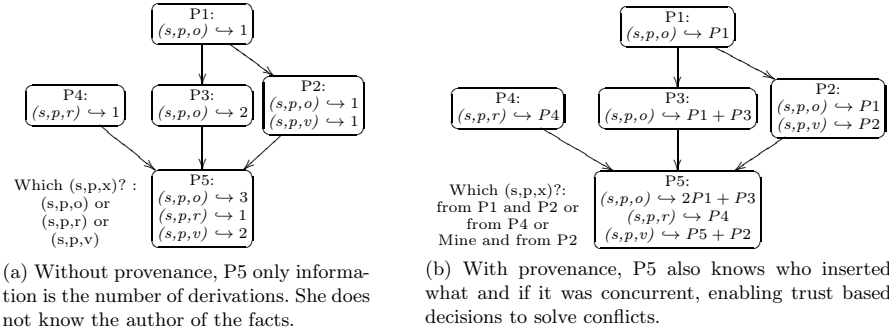 P1:
(s,p,o) ↪ 1
P4:
(s,p,r) ↪ 1
P3:
(s,p,o) ↪ 2
P2:
(s,p,o) ↪ 1
(s,p,v) ↪ 1
Which (s,p,x)? :
(s,p,o) or
(s,p,r) or
(s,p,v)
P5:
(s,p,o) ↪ 3
(s,p,r) ↪ 1
(s,p,v) ↪ 2
(a) Without provenance, P5 only informa-
tion is the number of derivations. She does
not know the author of the facts.
P1:
(s,p,o) ↪ P1
P4:
(s,p,r) ↪ P4
P3:
(s,p,o) ↪ P1 + P3
P2:
(s,p,o) ↪ P1
(s,p,v) ↪ P2
Which (s,p,x)?:
from P1 and P2 or
from P4 or
Mine and from P2
P5:
(s,p,o) ↪ 2P1 + P3
(s,p,r) ↪ P4
(s,p,v) ↪ P5 + P2
(b) With provenance, P5 also knows who inserted
what and if it was concurrent, enabling trust based
decisions to solve conflicts.